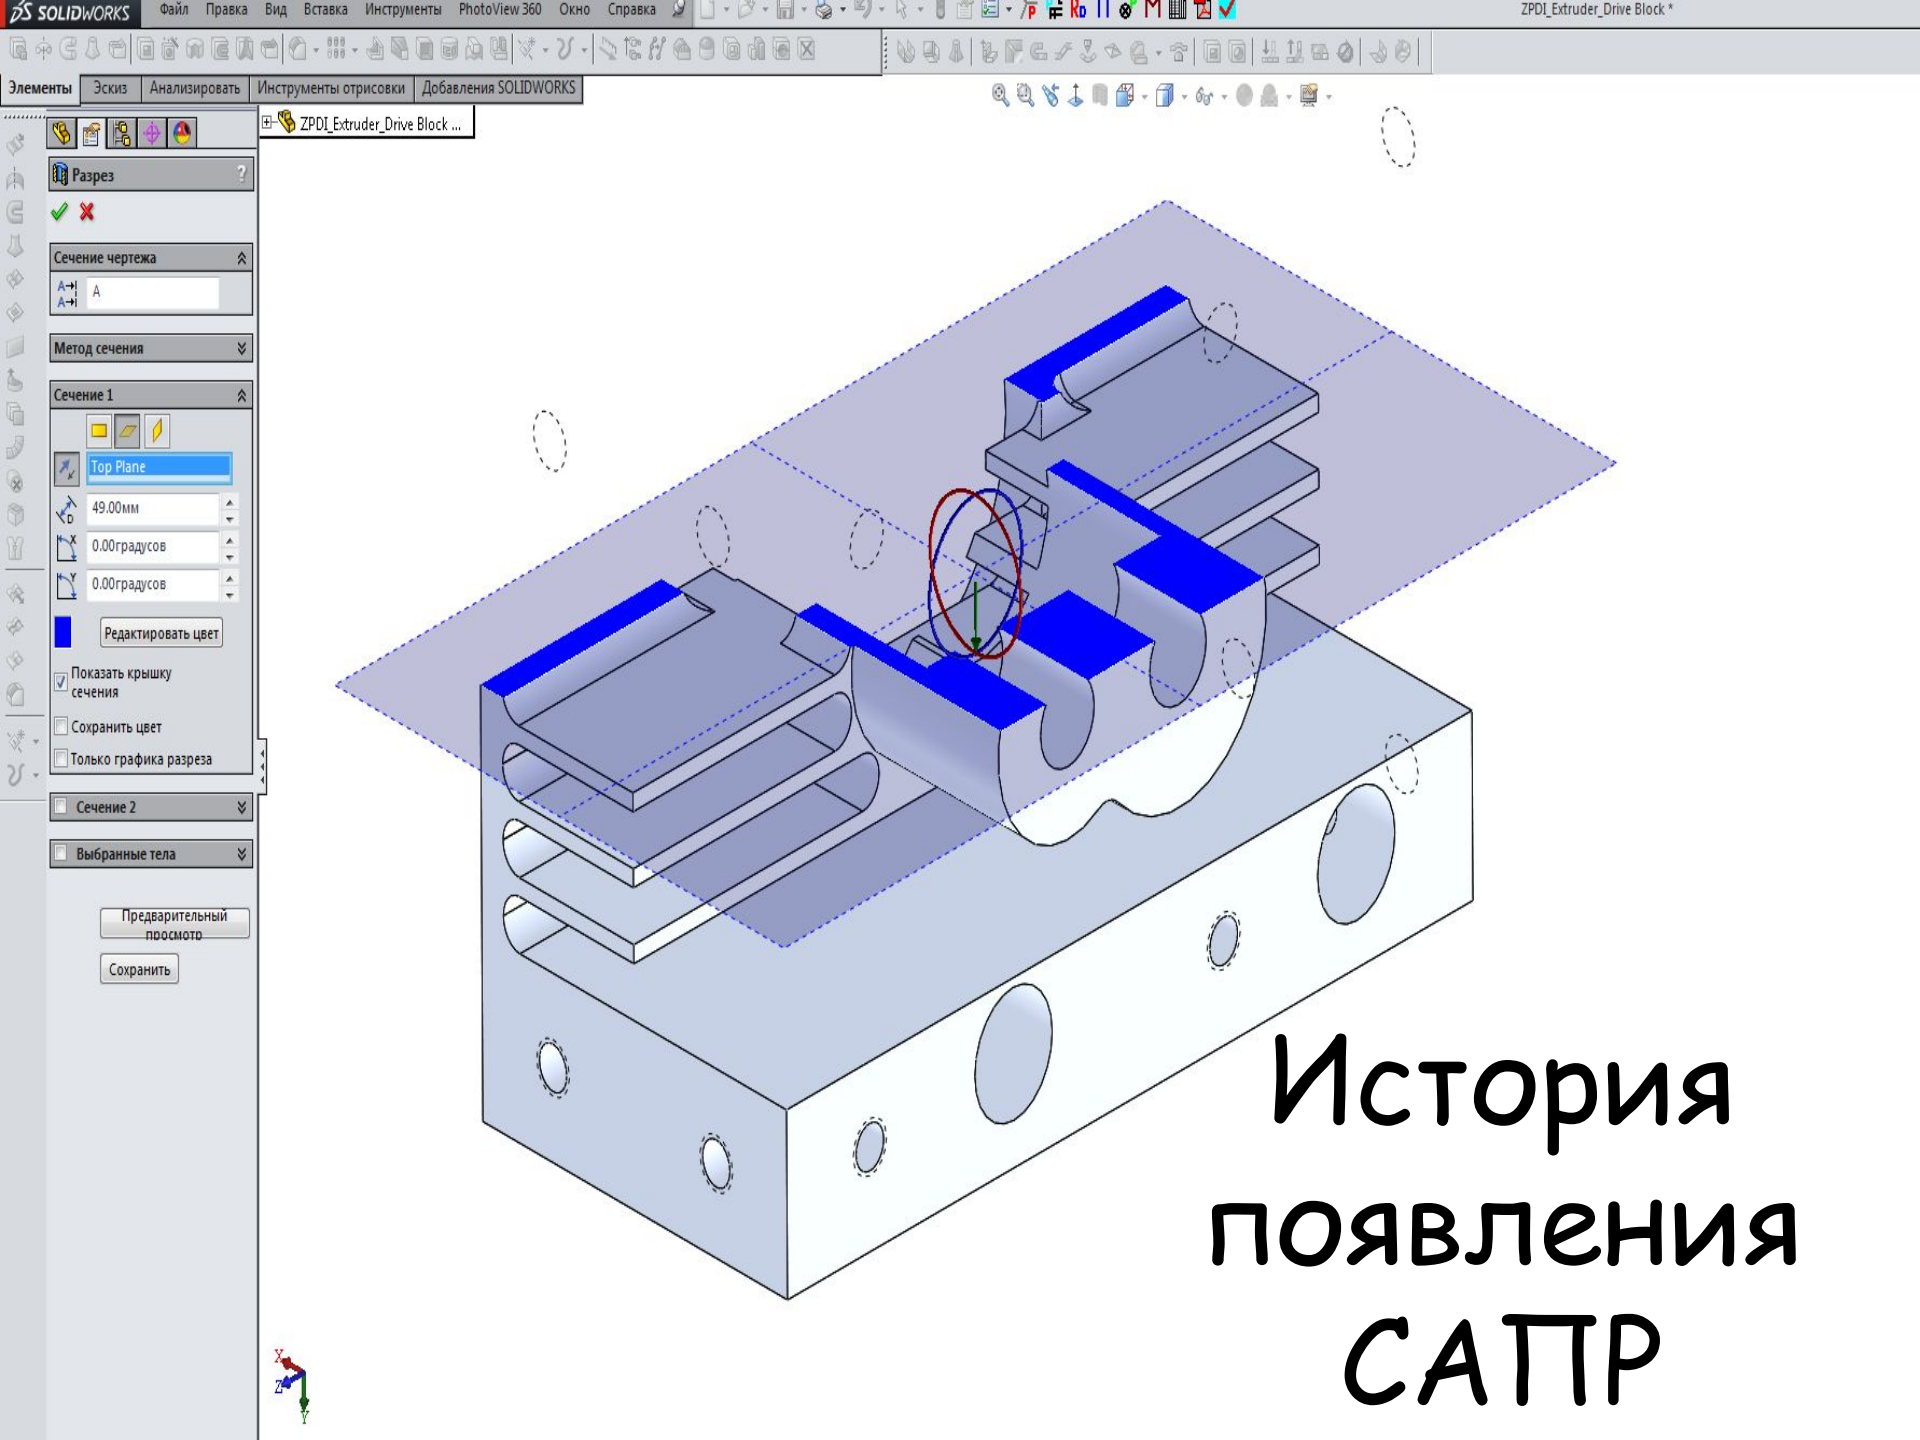 SOLIDWORKS Файл Правка Вид Вставка Инструменты PhotoView 360 Окно Справка ZPDI_Extruder_Drive Block *
Элементы Эскиз Анализировать Инструменты отрисовки Добавления SOLIDWORKS
ZPDI_Extruder_Drive Block ...
Разрез ?
Сечение чертежа
A
Метод сечения
Сечение 1
Top Plane
49.00мм
0.00градусов
0.00градусов
Редактировать цвет
Показать крышку
сечения
Сохранить цвет
Только графика разреза
Сечение 2
Выбранные тела
Предварительный
просмотр
Сохранить
История
появления
САПР
X
Z
Y